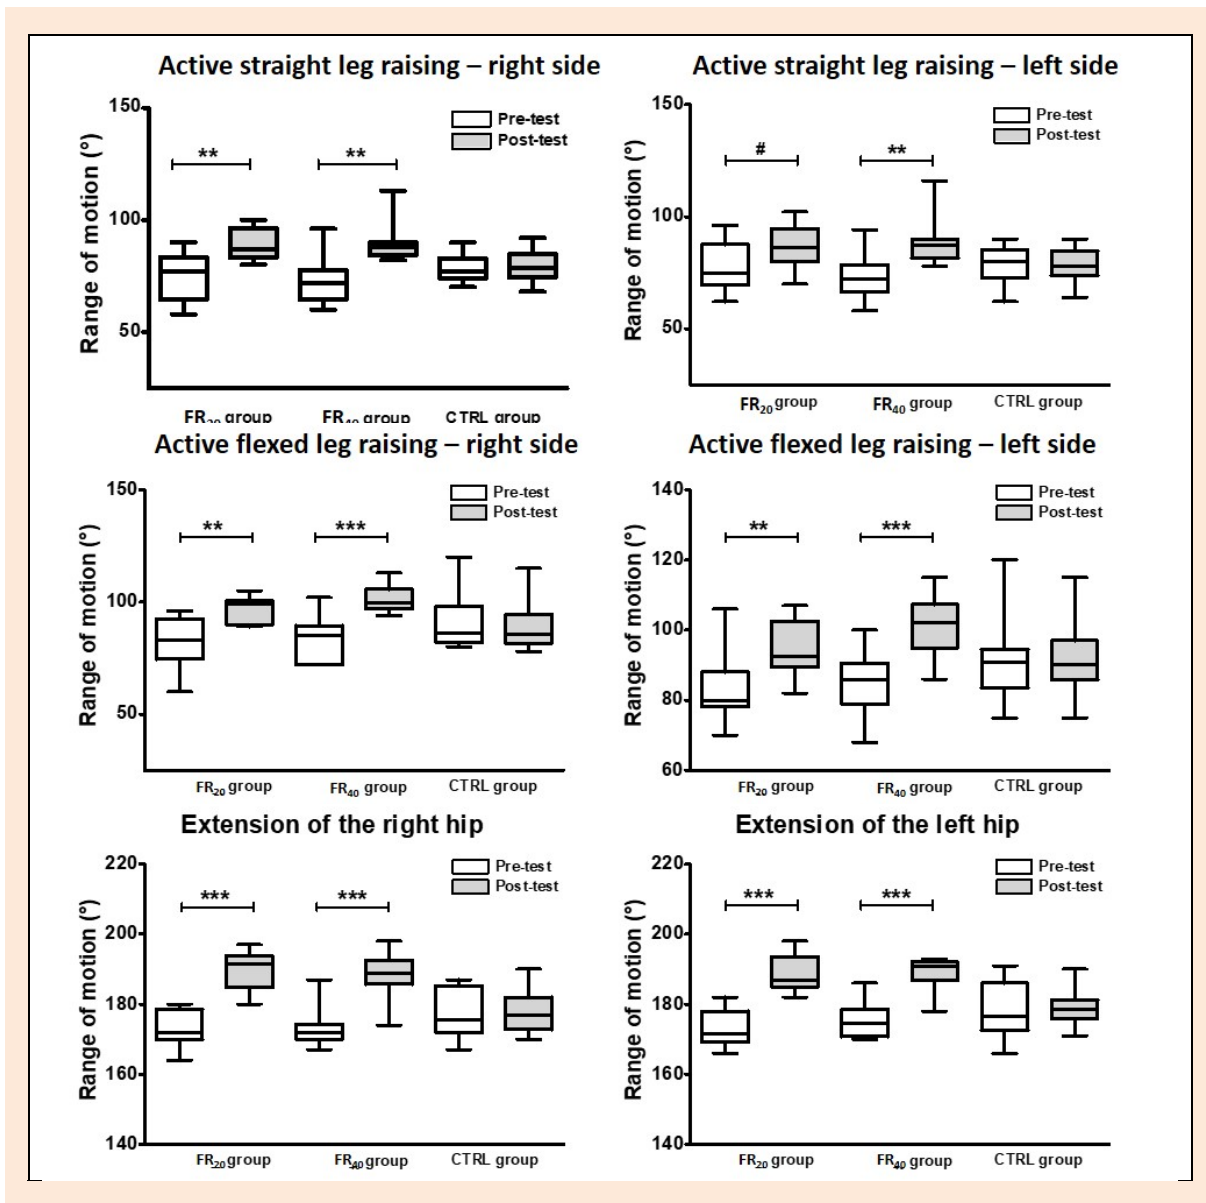 Active straight leg raising – right side
Range of motion (°)
150
100
50
Pre-test
Post-test
**
**
FR20 group
FR40 group
CTRL group
Active straight leg raising – left side
Range of motion (°)
150
100
50
Pre-test
Post-test
#
**
FR20 group
FR40 group
CTRL group
Active flexed leg raising – right side
Range of motion (°)
150
100
50
Pre-test
Post-test
**
***
FR20 group
FR40 group
CTRL group
Active flexed leg raising – left side
Range of motion (°)
140
120
100
80
60
Pre-test
Post-test
**
***
FR20 group
FR40 group
CTRL group
Extension of the right hip
Range of motion (°)
220
200
180
160
140
Pre-test
Post-test
***
***
FR20 group
FR40 group
CTRL group
Extension of the left hip
Range of motion (°)
220
200
180
160
140
Pre-test
Post-test
***
***
FR20 group
FR40 group
CTRL group